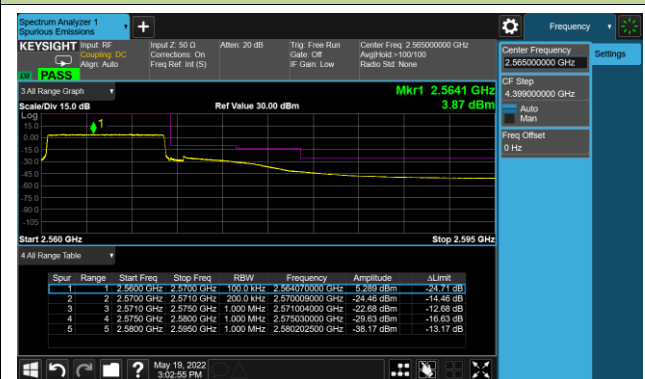 Spectrum Analyzer 1
Spurious Emissions
+
Frequency
KEYSIGHT Input: RF Input Z: 50 Ω Atten: 20 dB Trig: Free Run Center Freq: 2.565000000 GHz
Coupling: DC Corrections: On Gate: Off Avg|Hold:>100/100
Align: Auto Freq Ref: Int (S) IF Gain: Low Radio Std: None
PASS
Center Frequency
2.565000000 GHz
Settings
CF Step
4.399000000 GHz
Auto
Man
Freq Offset
0 Hz
3 All Range Graph
Mkr1 2.5641 GHz
Scale/Div 15.0 dB Ref Value 30.00 dBm 3.87 dBm
Log
1
15.0
0.00
-15.0
-30.0
-45.0
-60.0
-75.0
-90.0
-105
Start 2.560 GHz Stop 2.595 GHz
4 All Range Table
Spur Range Start Freq Stop Freq RBW Frequency Amplitude ΔLimit
1 1 2.5600 GHz 2.5700 GHz 100.0 kHz 2.564070000 GHz 5.289 dBm -24.71 dB
2 2 2.5700 GHz 2.5710 GHz 200.0 kHz 2.570009000 GHz -24.46 dBm -14.46 dB
3 3 2.5710 GHz 2.5750 GHz 1.000 MHz 2.571004000 GHz -22.68 dBm -12.68 dB
4 4 2.5750 GHz 2.5800 GHz 1.000 MHz 2.575030000 GHz -29.63 dBm -16.63 dB
5 5 2.5800 GHz 2.5950 GHz 1.000 MHz 2.580202500 GHz -38.17 dBm -13.17 dB
?
May 19, 2022
3:02:55 PM